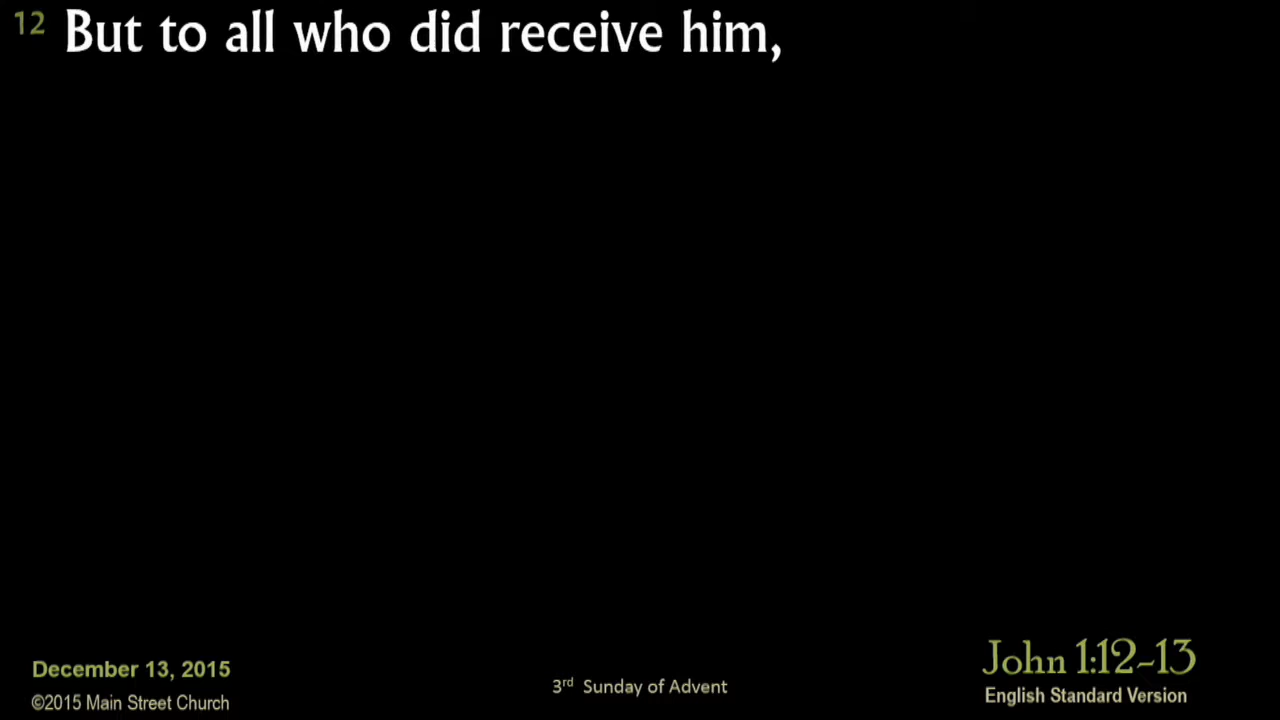 12 But to all who did receive him,
December 13, 2015
©2015 Main Street Church
3rd Sunday of Advent
John 1:12-13
English Standard Version